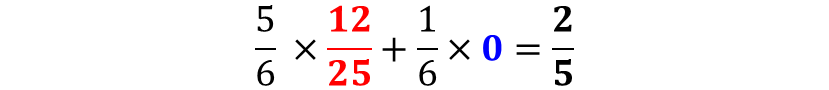 5/6 × 12/25 + 1/6 × 0 = 2/5